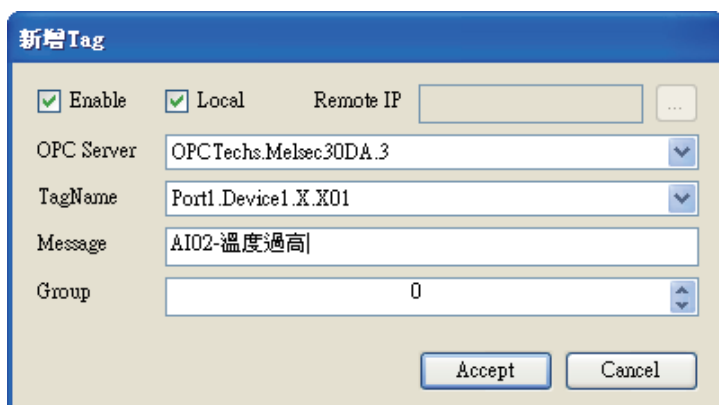 新增Tag
Enable Local Remote IP ...
OPC Server OPCTechs.Melsec30DA.3
TagName Port1.Device1.X.X01
Message AI02-溫度過高
Group 0
Accept Cancel